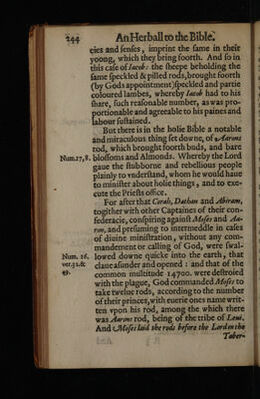 244 An Herball to the Bible.
cies and senses, imprint the same in their
yoong, which they bring foorth. And so in
this case of Iacob: the sheepe beholding the
same speckled & pilled rods, brought foorth
(by Gods appointment) speckled and partie
coloured lambes, whereby Iacob had to his
share, such reasonable number, as was pro-
portionable and agreeable to his paines and
labour sustained.
But there is in the holie Bible a notable
and miraculous thing set downe, of Aarons
rod, which brought foorth buds, and bare
Num.17,8. blossoms and Almonds. Whereby the Lord
gaue the stubborne and rebellious people
plainly to vnderstand, whom he would haue
to minister about holie things, and to exe-
cute the Priests office.
For after that Corah, Dathan and Abiram,
togither with other Captaines of their con-
federacie, conspiring against Moses and Aa-
ron, and presuming to intermeddle in cases
of diuine ministration, without any com-
mandement or calling of God, were swal-
Num. 16. lowed downe quicke into the earth, that
ver.32.& claue asunder and opened: and that of the
49. common multitude 14700. were destroied
with the plague, God commanded Moses to
take twelue rods, according to the number
of their princes, with euerie ones name writ-
ten vpon his rod, among the which there
was Aarons rod, being of the tribe of Leui.
And Moses laid the rods before the Lord in the
Taber-